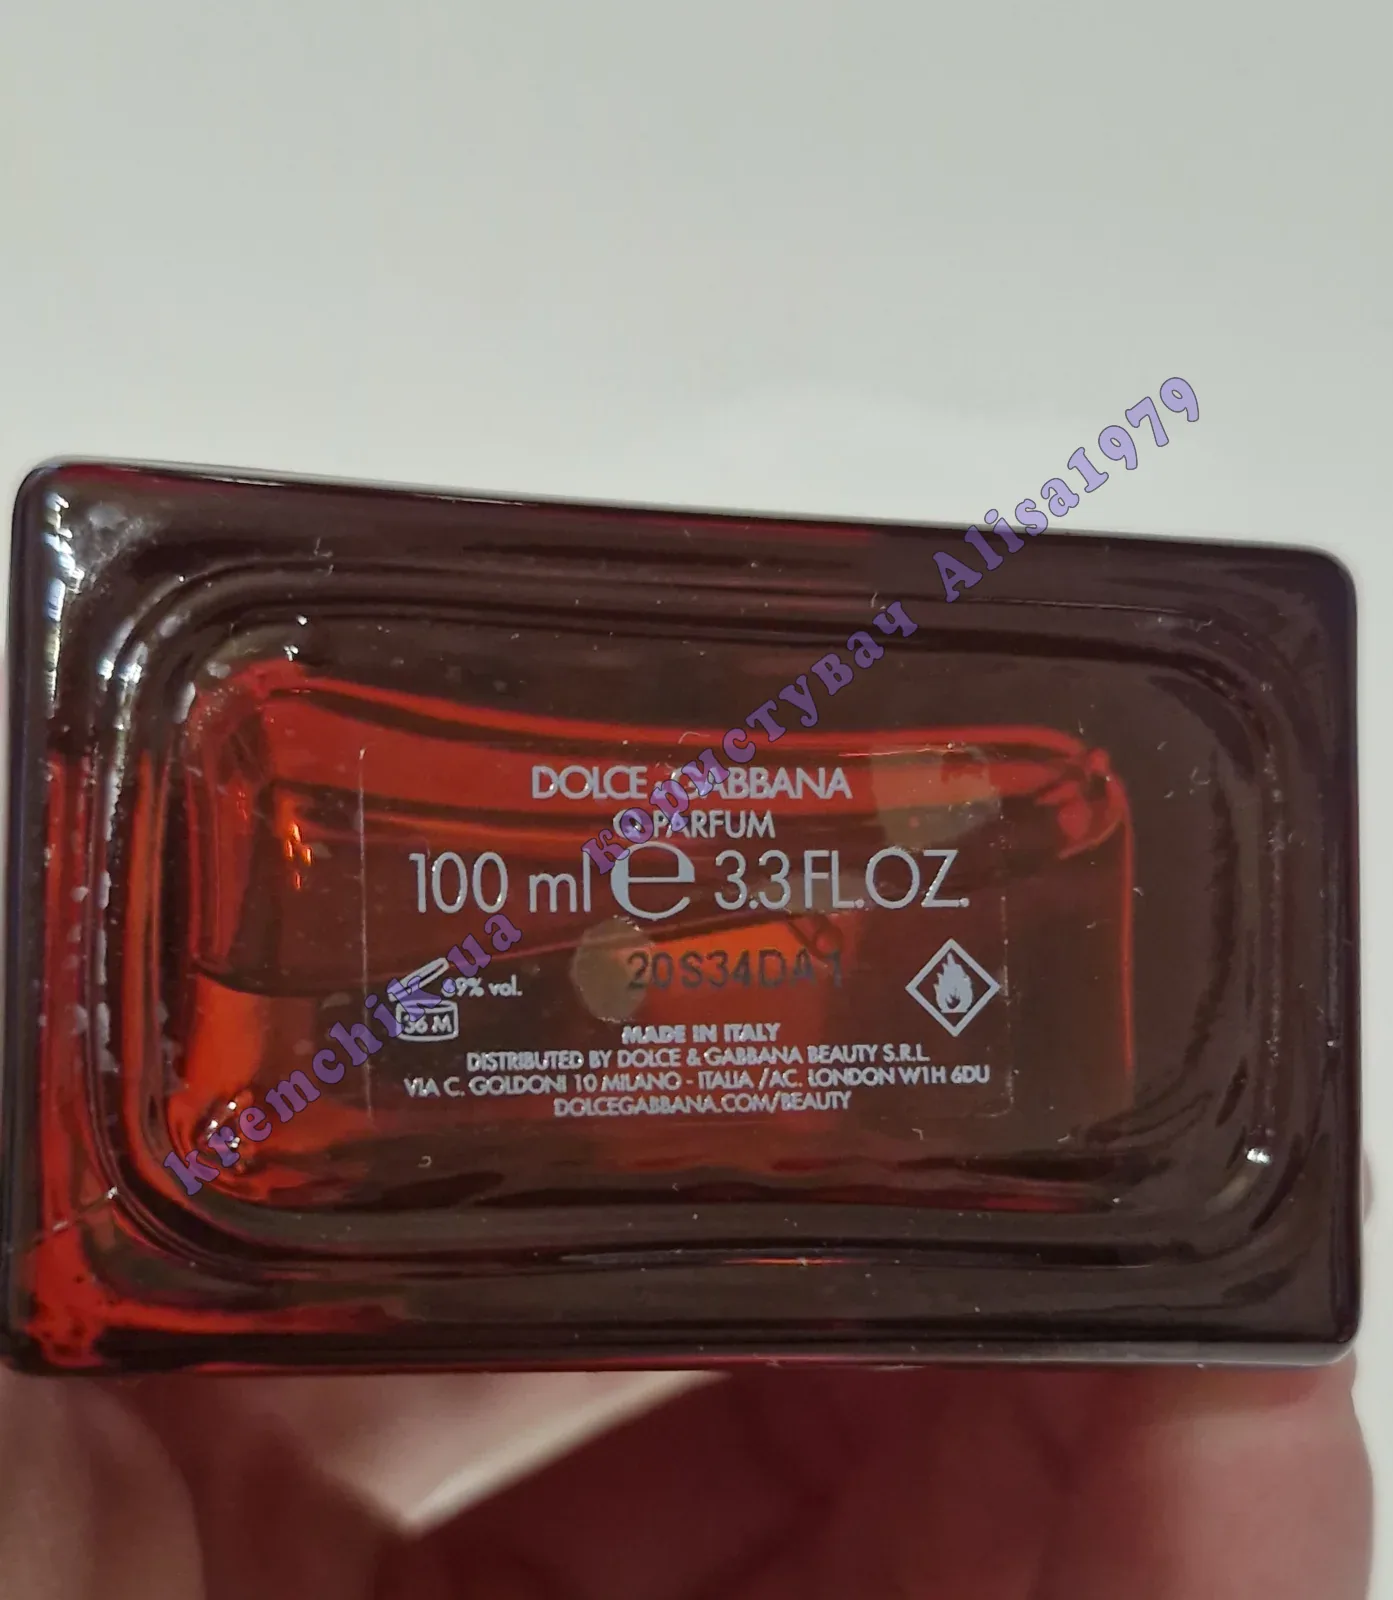 DOLCE & GABBANA
Q PARFUM
100 ml e 3.3 FL.OZ.
20S34DA1
69% vol.
36 M
MADE IN ITALY
DISTRIBUTED BY DOLCE & GABBANA BEAUTY S.R.L.
VIA C. GOLDONI 10 MILANO - ITALIA /AC. LONDON W1H 6DU
DOLCEGABBANA.COM/BEAUTY
kremchiK.ua користувач Alisa1979